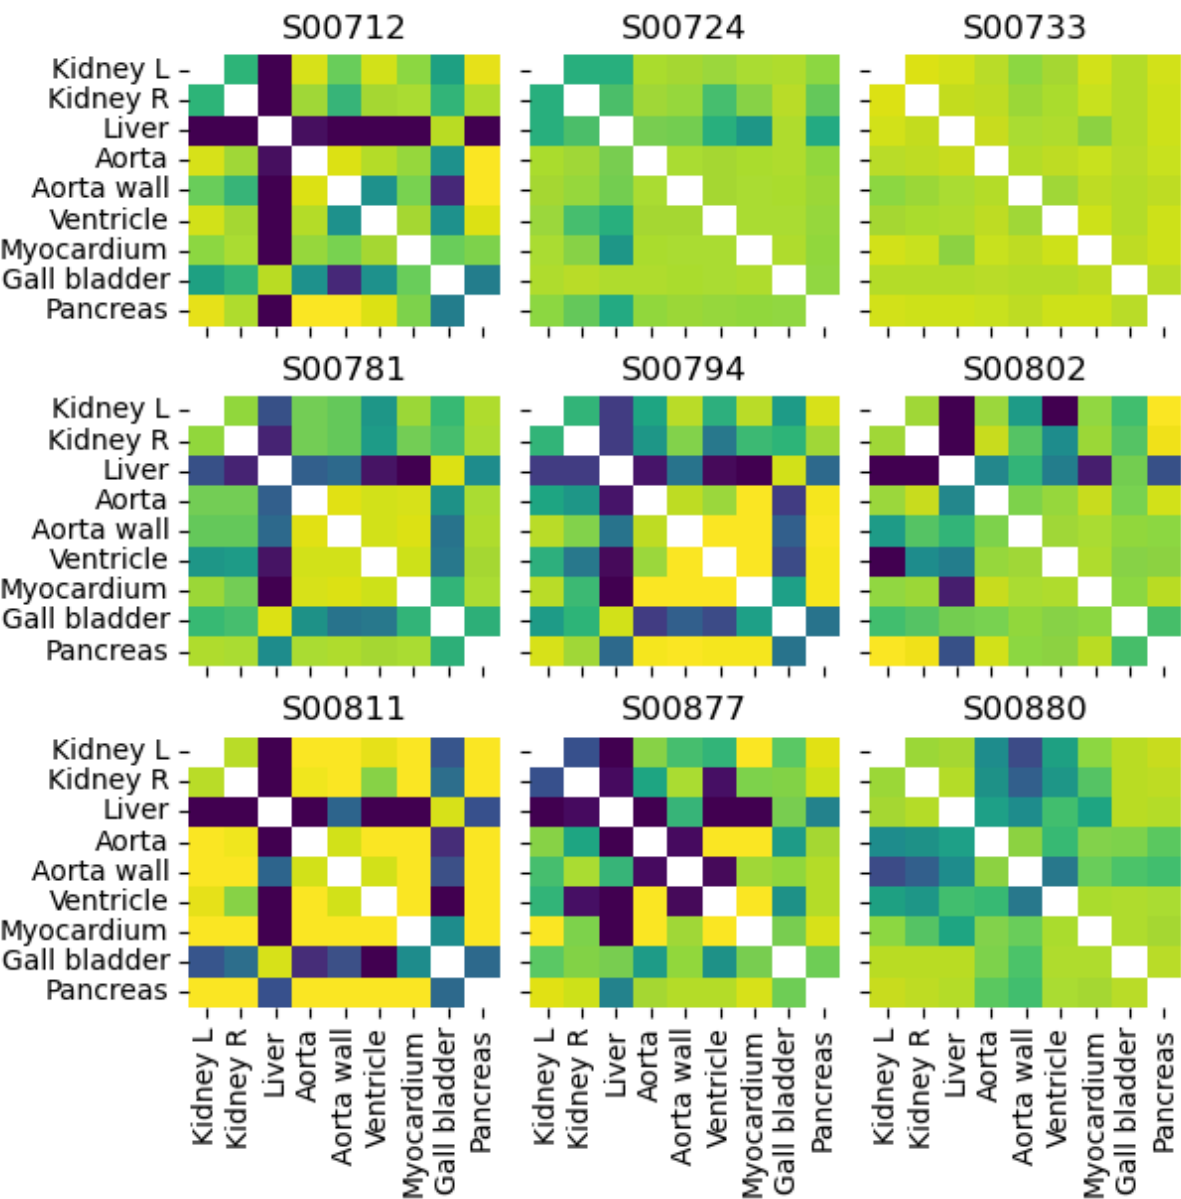 S00712 S00724 S00733
Kidney L
Kidney R
Liver
Aorta
Aorta wall
Ventricle
Myocardium
Gall bladder
Pancreas
S00781 S00794 S00802
Kidney L
Kidney R
Liver
Aorta
Aorta wall
Ventricle
Myocardium
Gall bladder
Pancreas
S00811 S00877 S00880
Kidney L
Kidney R
Liver
Aorta
Aorta wall
Ventricle
Myocardium
Gall bladder
Pancreas
Kidney L
Kidney R
Liver
Aorta
Aorta wall
Ventricle
Myocardium
Gall bladder
Pancreas
Kidney L
Kidney R
Liver
Aorta
Aorta wall
Ventricle
Myocardium
Gall bladder
Pancreas
Kidney L
Kidney R
Liver
Aorta
Aorta wall
Ventricle
Myocardium
Gall bladder
Pancreas